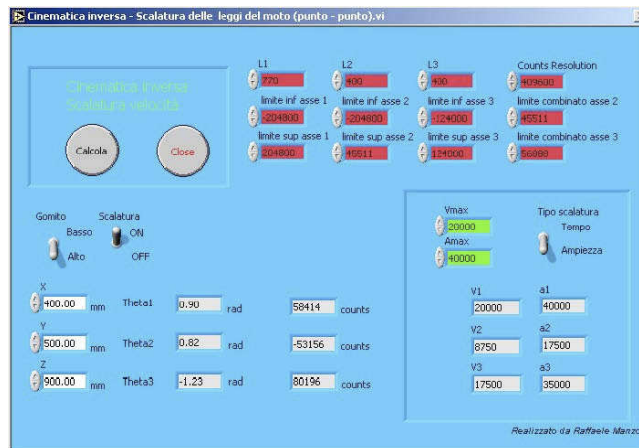 Cinematica inversa - Scalatura delle leggi del moto (punto - punto).vi
Cinematica inversa
Scalatura velocità
Calcola
Close
L1
L2
L3
Counts Resolution
770
400
400
409600
limite inf asse 1
limite inf asse 2
limite inf asse 3
limite combinato asse 2
-204800
-204800
-124000
45511
limite sup asse 1
limite sup asse 2
limite sup asse 3
limite combinato asse 3
204800
45511
124000
Gomito
Basso
Alto
Scalatura
ON
OFF
Vmax
20000
Amax
40000
Tipo scalatura
Tempo
Ampiezza
X
400.00 mm Theta1 0.90 rad 58414 counts
Y
500.00 mm Theta2 0.82 rad -53156 counts
Z
900.00 mm Theta3 -1.23 rad 80196 counts
V1
a1
20000
40000
V2
a2
8750
17500
V3
a3
17500
35000
Realizzato da Raffaele Manzo